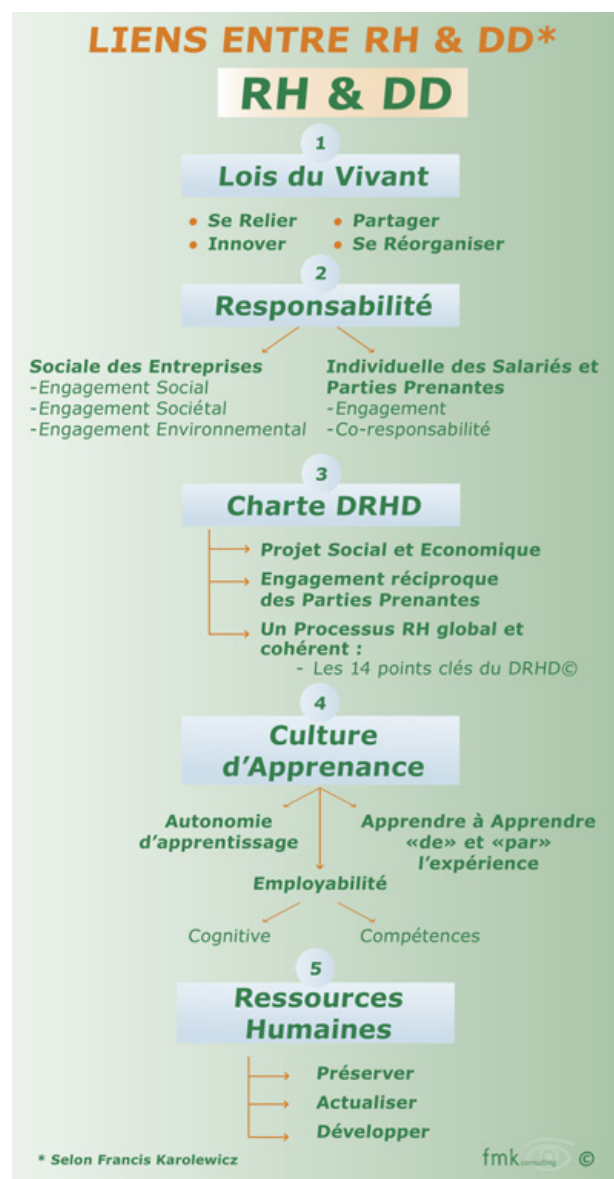 LIENS ENTRE RH & DD*
RH & DD
1
Lois du Vivant
• Se Relier
• Partager
• Innover
• Se Réorganiser
2
Responsabilité
Sociale des Entreprises
-Engagement Social
-Engagement Sociétal
-Engagement Environnemental
Individuelle des Salariés et
Parties Prenantes
-Engagement
-Co-responsabilité
3
Charte DRHD
Projet Social et Economique
Engagement réciproque
des Parties Prenantes
Un Processus RH global et
cohérent :
- Les 14 points clés du DRHD©
4
Culture
d’Apprenance
Autonomie
d’apprentissage
Apprendre à Apprendre
«de» et «par»
l’expérience
Employabilité
Cognitive
Compétences
5
Ressources
Humaines
Préserver
Actualiser
Développer
* Selon Francis Karolewicz
fmk consulting ©